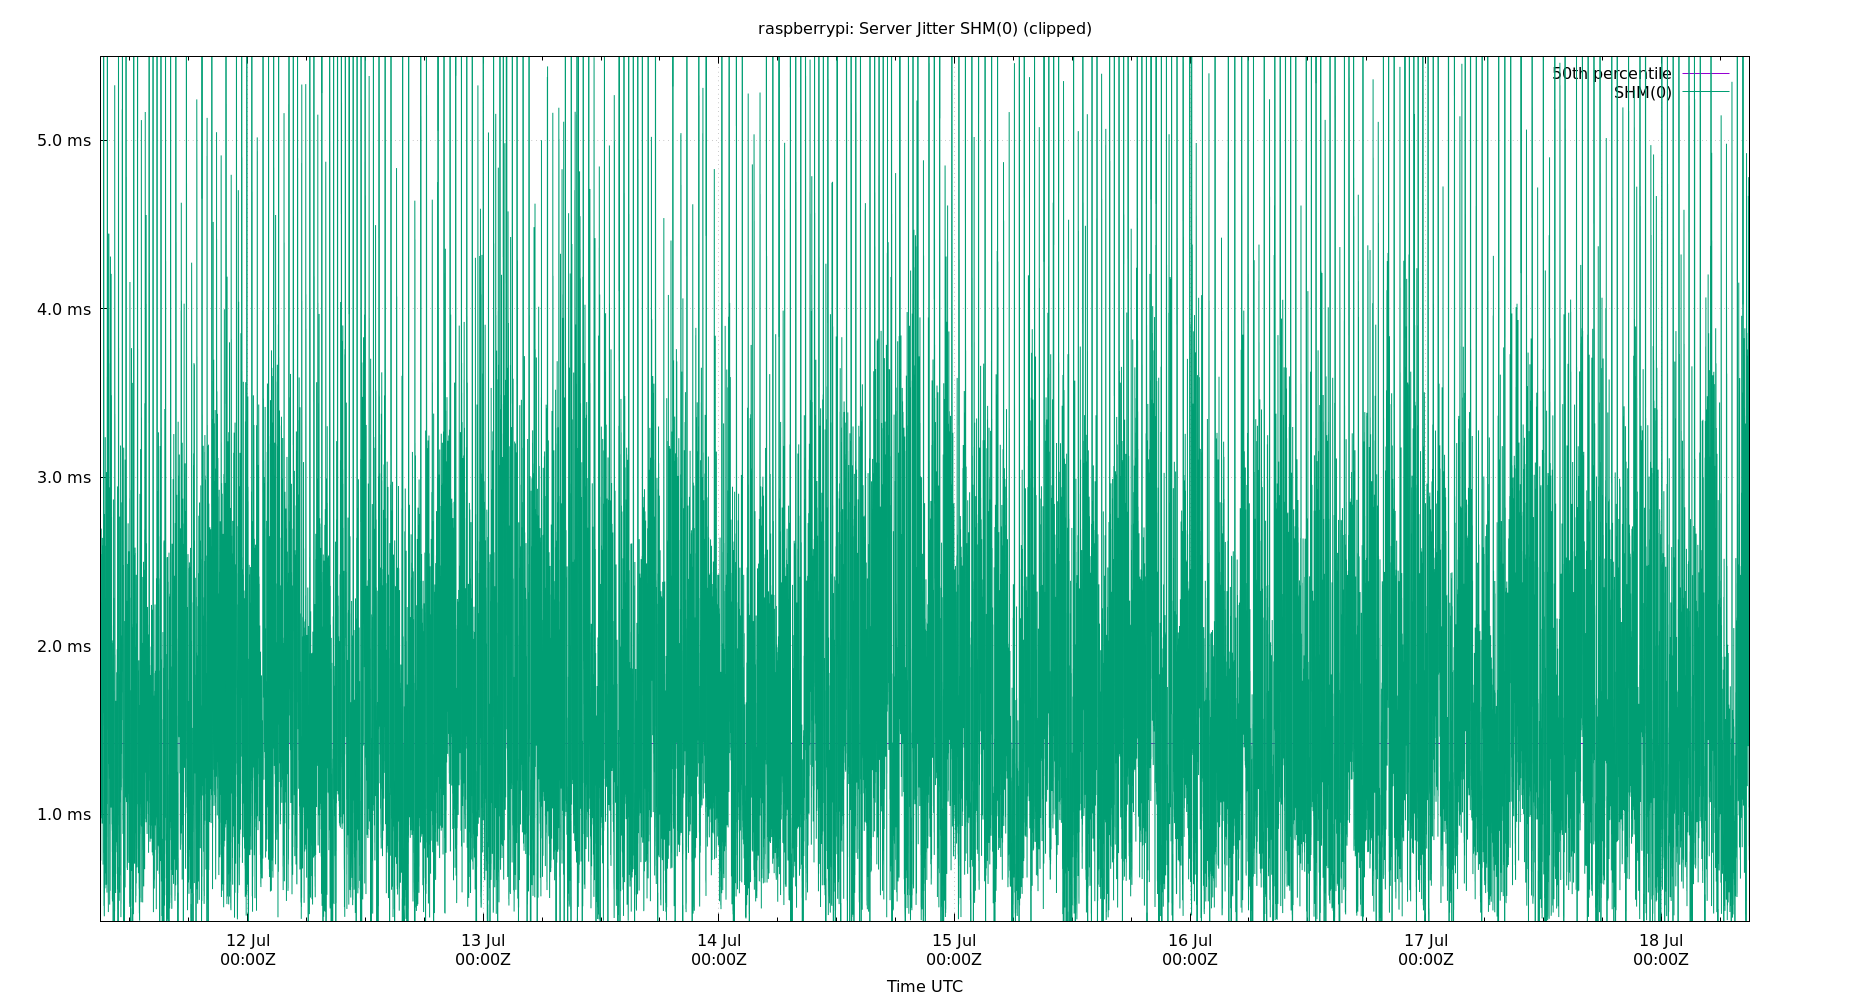 raspberrypi: Server Jitter SHM(0) (clipped)
50th percentile
SHM(0)
5.0 ms
4.0 ms
3.0 ms
2.0 ms
1.0 ms
12 Jul 13 Jul 14 Jul 15 Jul 16 Jul 17 Jul 18 Jul
00:00Z 00:00Z 00:00Z 00:00Z 00:00Z 00:00Z 00:00Z
Time UTC